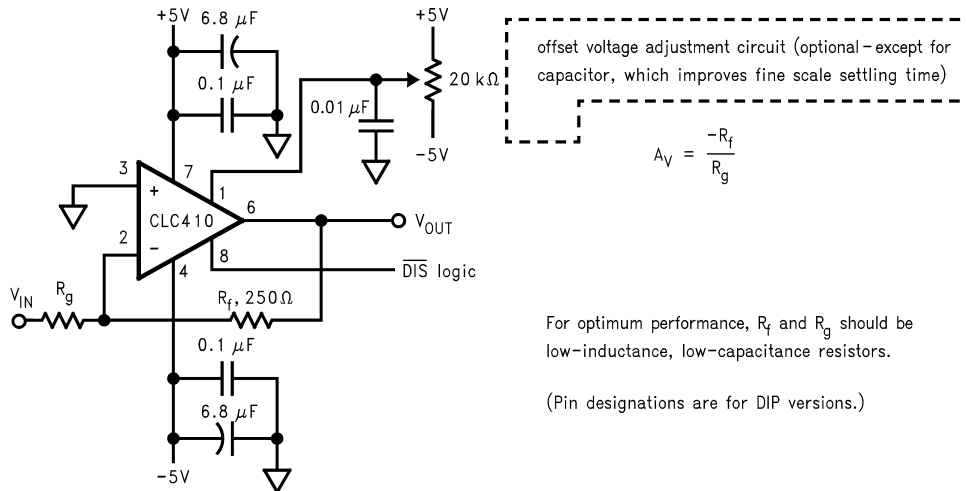 +5V
6.8 μF
0.1 μF
+5V
20 kΩ
0.01 μF
-5V
offset voltage adjustment circuit (optional-except for
capacitor, which improves fine scale settling time)
A_V = -R_f / R_g
3
7
1
+
CLC410
6
V_OUT
2
-
8
4
D̅I̅S̅ logic
V_IN
R_g
R_f, 250Ω
0.1 μF
6.8 μF
-5V
For optimum performance, R_f and R_g should be
low-inductance, low-capacitance resistors.
(Pin designations are for DIP versions.)